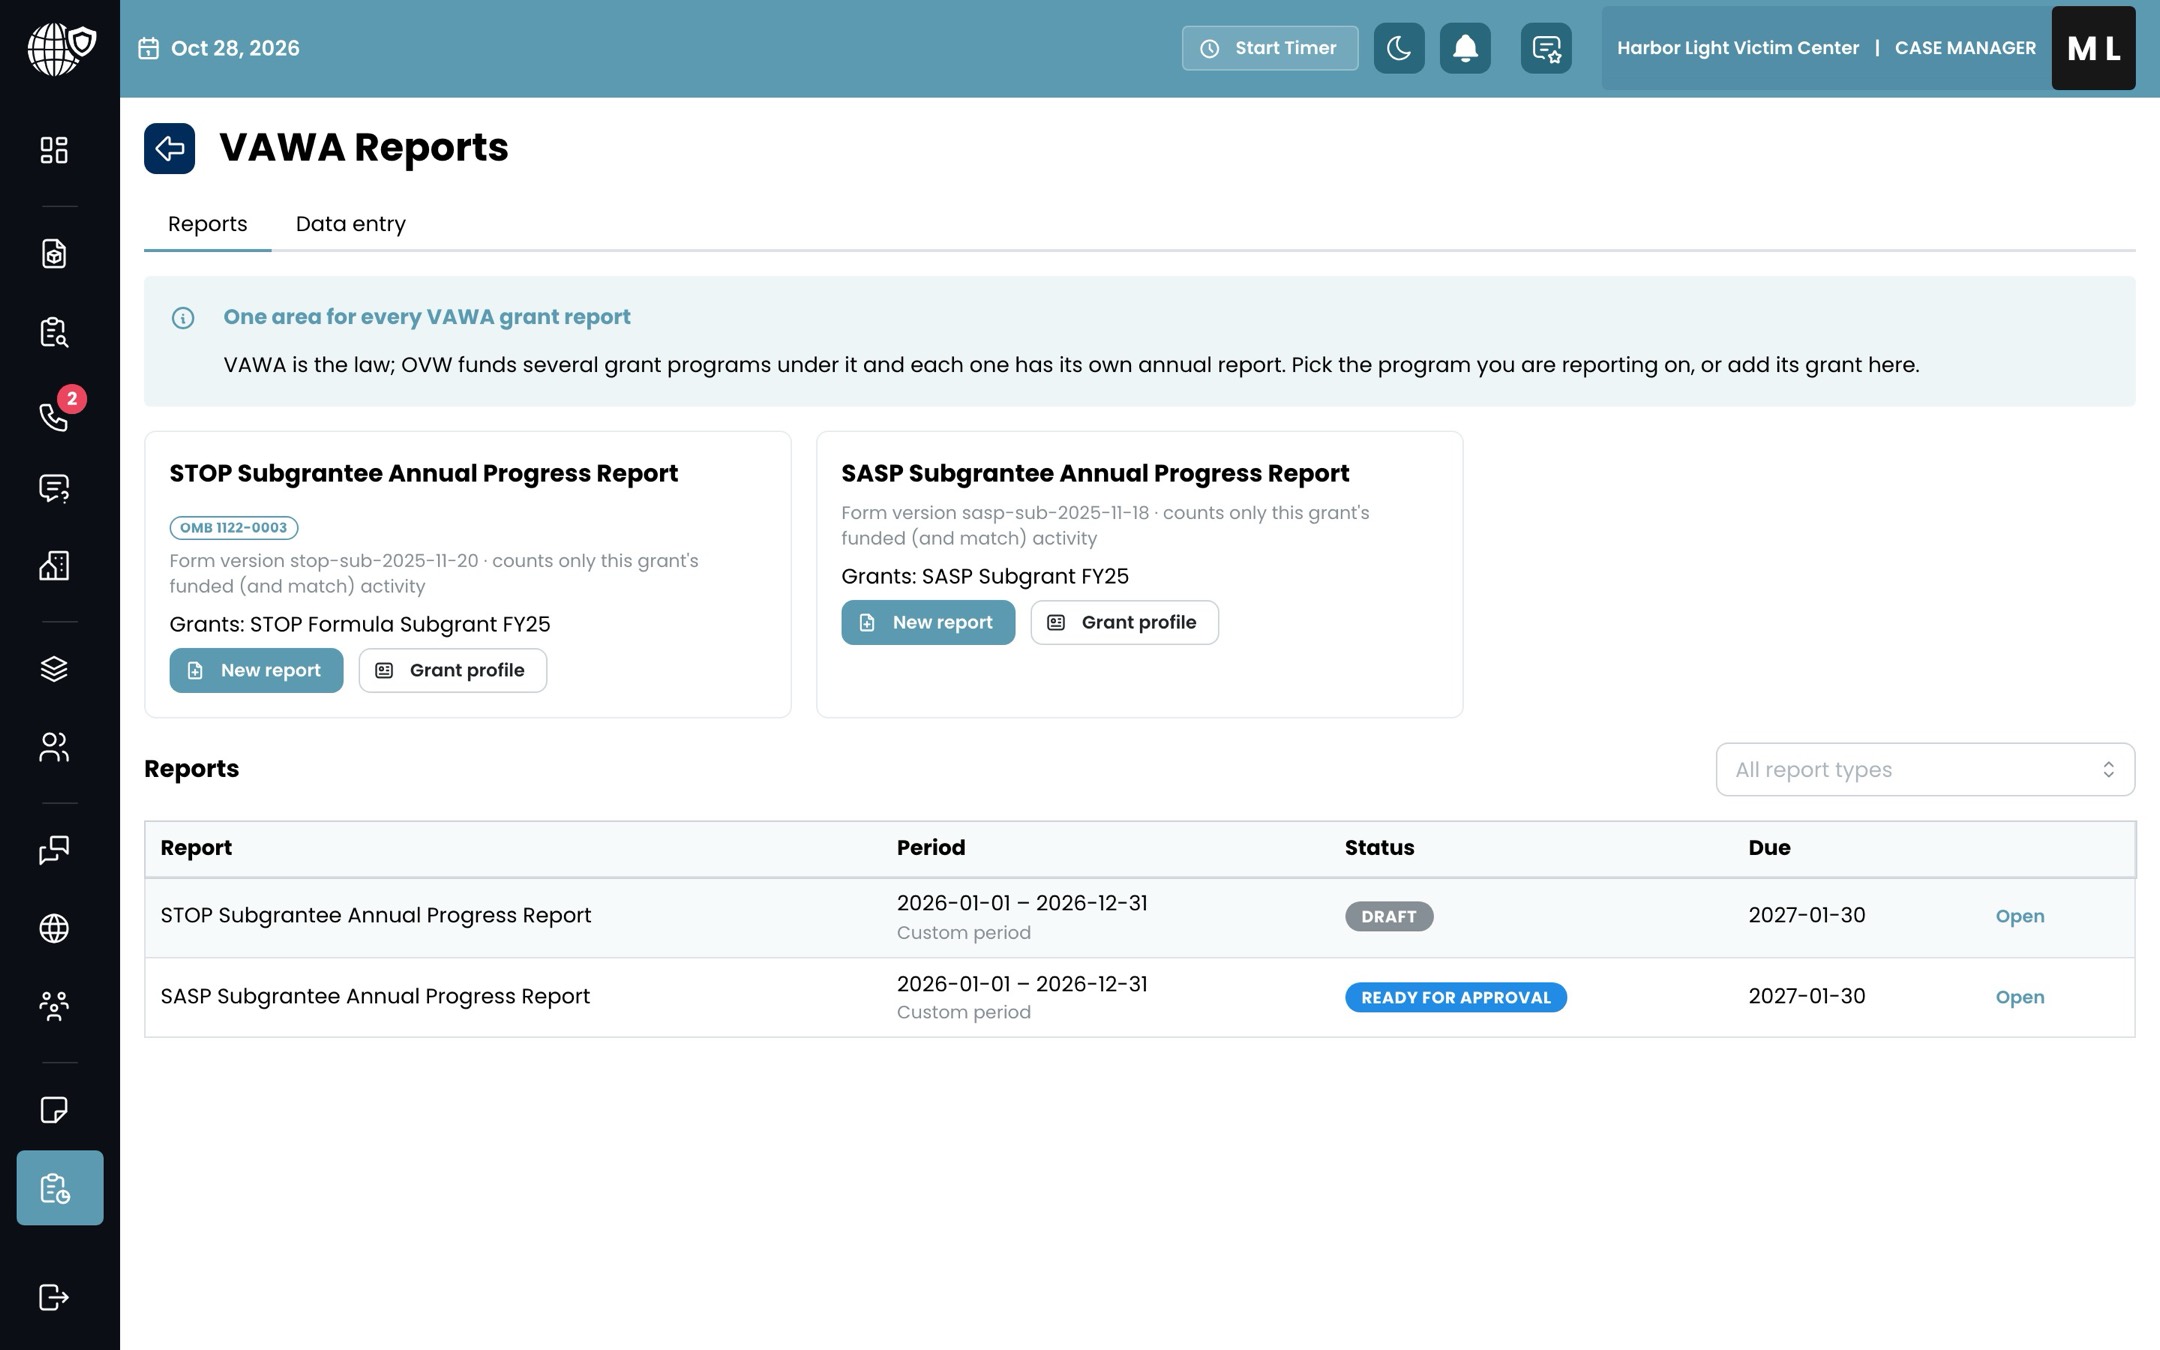 Oct 28, 2026
Start Timer
Harbor Light Victim Center | CASE MANAGER
M L
2
VAWA Reports
Reports
Data entry
One area for every VAWA grant report
VAWA is the law; OVW funds several grant programs under it and each one has its own annual report. Pick the program you are reporting on, or add its grant here.
STOP Subgrantee Annual Progress Report
OMB 1122-0003
Form version stop-sub-2025-11-20 · counts only this grant's
funded (and match) activity
Grants: STOP Formula Subgrant FY25
New report
Grant profile
SASP Subgrantee Annual Progress Report
Form version sasp-sub-2025-11-18 · counts only this grant's
funded (and match) activity
Grants: SASP Subgrant FY25
New report
Grant profile
Reports
All report types
Report
Period
Status
Due
STOP Subgrantee Annual Progress Report
2026-01-01 – 2026-12-31
Custom period
DRAFT
2027-01-30
Open
SASP Subgrantee Annual Progress Report
2026-01-01 – 2026-12-31
Custom period
READY FOR APPROVAL
2027-01-30
Open